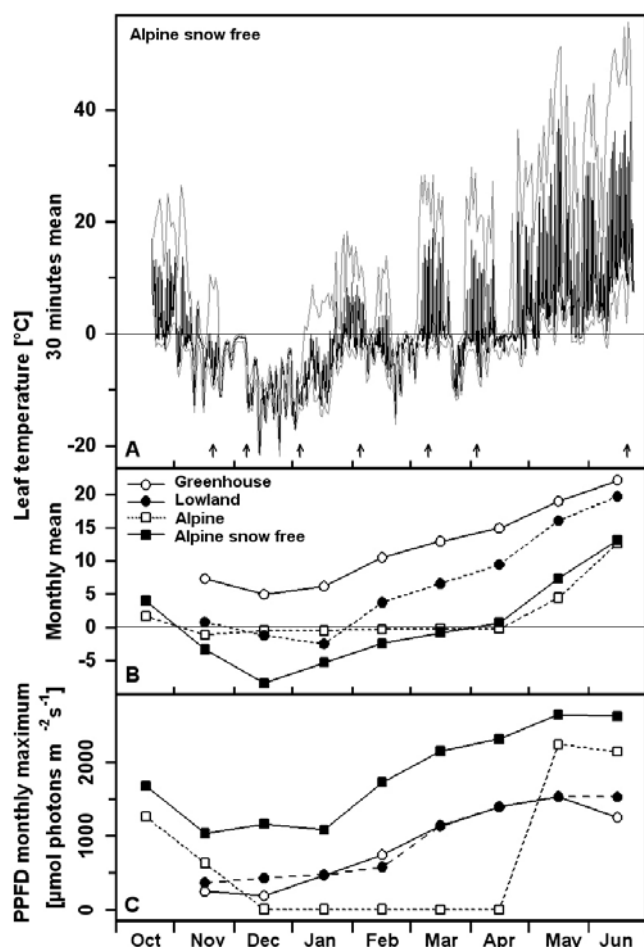 Alpine snow free
40
20
0
-20
A
Leaf temperature [°C]
30 minutes mean
Greenhouse
Lowland
Alpine
Alpine snow free
20
15
10
5
0
-5
B
Monthly mean
2000
1000
0
C
PPFD monthly maximum
[µmol photons m⁻²s⁻¹]
Oct Nov Dec Jan Feb Mar Apr May Jun